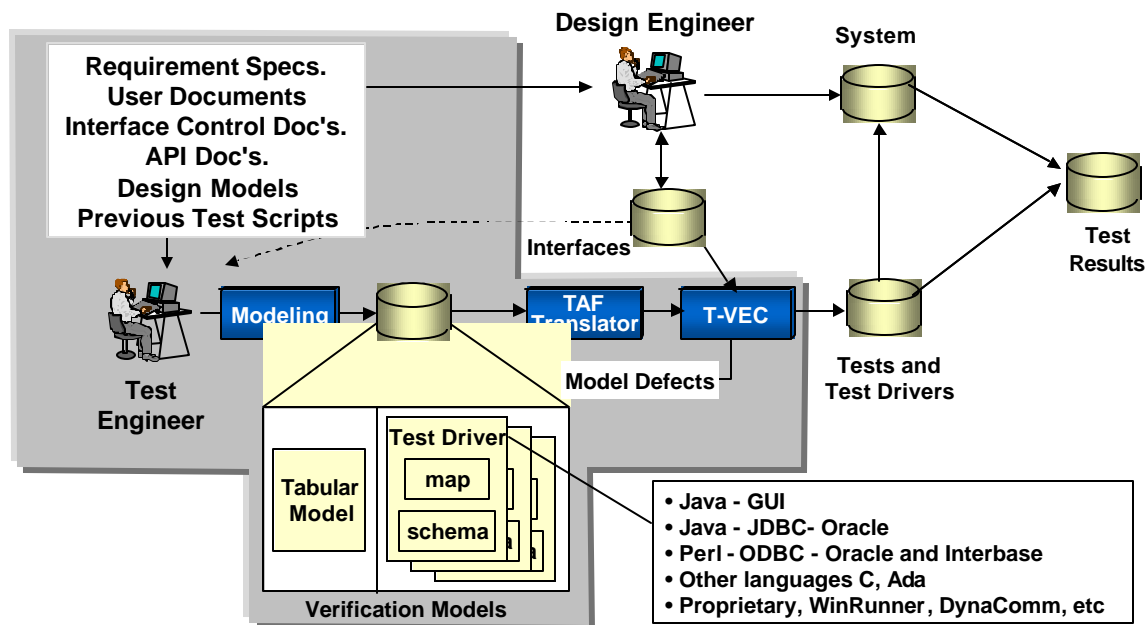 Design Engineer
System
Requirement Specs.
User Documents
Interface Control Doc's.
API Doc's.
Design Models
Previous Test Scripts
Interfaces
Test
Results
Modeling
TAF
Translator
T-VEC
Test
Engineer
Model Defects
Tests and
Test Drivers
Tabular
Model
Test Driver
map
schema
a
a
Verification Models
• Java - GUI
• Java - JDBC- Oracle
• Perl - ODBC - Oracle and Interbase
• Other languages C, Ada
• Proprietary, WinRunner, DynaComm, etc